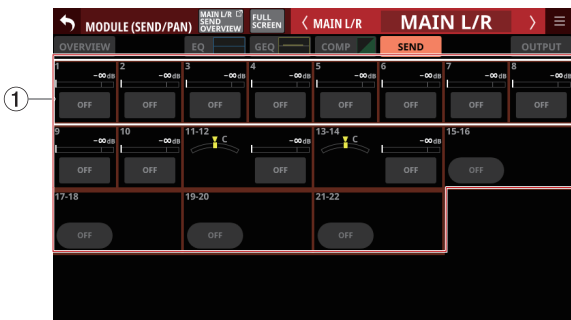 MODULE (SEND/PAN)
MAIN L/R
SEND
OVERVIEW
FULL
SCREEN
MAIN L/R
MAIN L/R
OVERVIEW EQ GEQ COMP SEND OUTPUT
①
1 2 3 4 5 6 7 8
-∞dB -∞dB -∞dB -∞dB -∞dB -∞dB -∞dB -∞dB
OFF OFF OFF OFF OFF OFF OFF OFF
9 10 11-12 13-14 15-16
-∞dB -∞dB C -∞dB C -∞dB
OFF OFF OFF OFF OFF
17-18 19-20 21-22
OFF OFF OFF